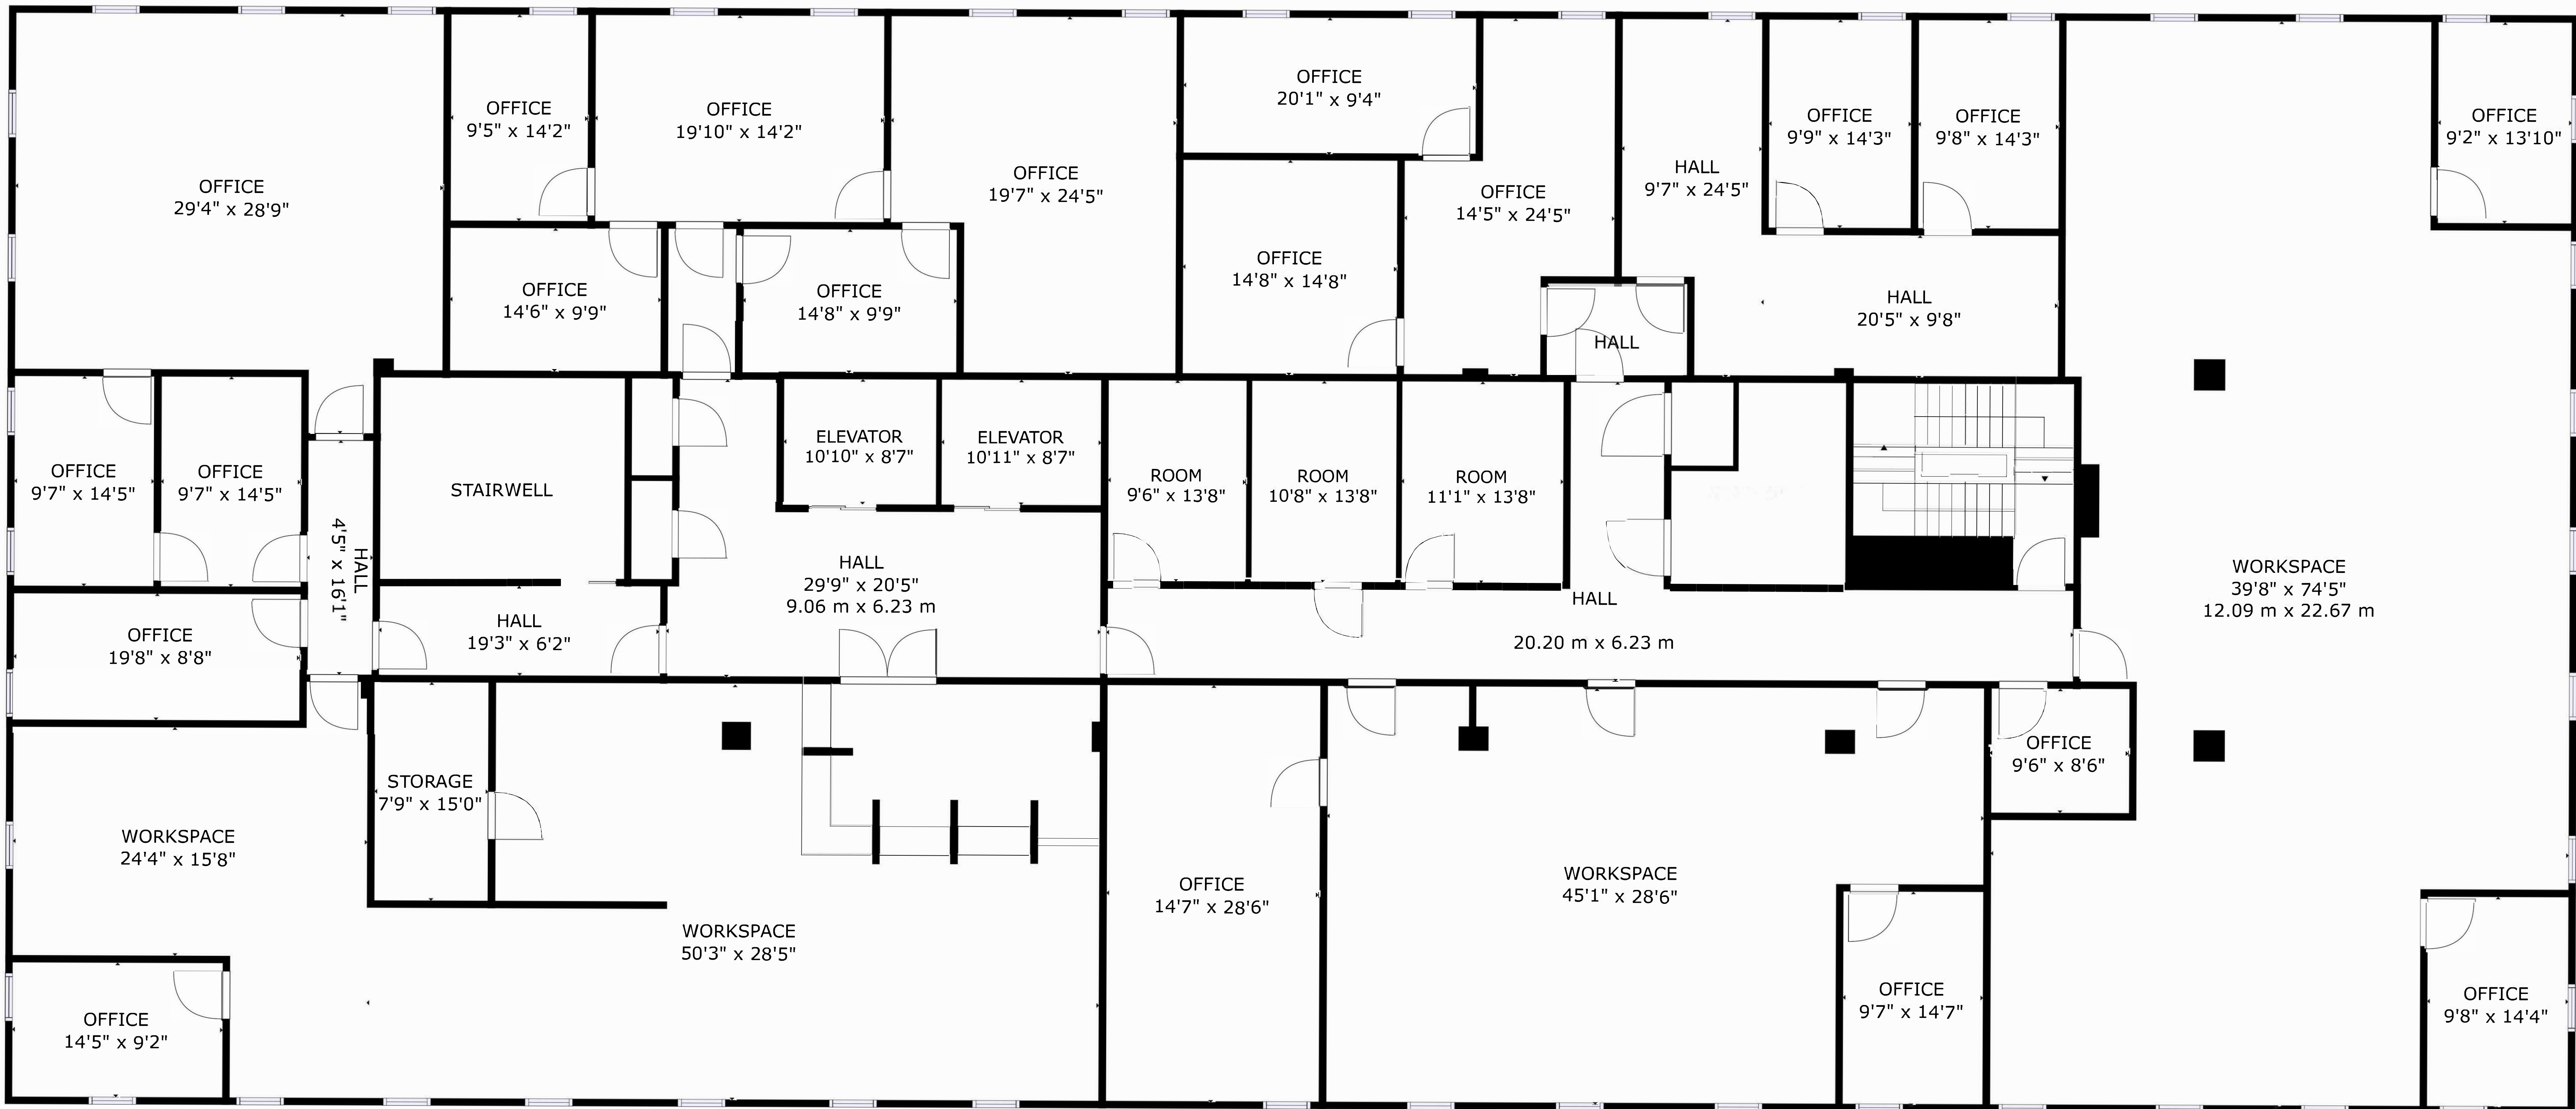 OFFICE
29'4" x 28'9"
OFFICE
9'5" x 14'2"
OFFICE
19'10" x 14'2"
OFFICE
19'7" x 24'5"
OFFICE
20'1" x 9'4"
OFFICE
14'5" x 24'5"
HALL
9'7" x 24'5"
OFFICE
9'9" x 14'3"
OFFICE
9'8" x 14'3"
OFFICE
9'2" x 13'10"
OFFICE
14'6" x 9'9"
OFFICE
14'8" x 9'9"
OFFICE
14'8" x 14'8"
HALL
HALL
20'5" x 9'8"
OFFICE
9'7" x 14'5"
OFFICE
9'7" x 14'5"
HALL
4'5" x 16'1"
STAIRWELL
ELEVATOR
10'10" x 8'7"
ELEVATOR
10'11" x 8'7"
ROOM
9'6" x 13'8"
ROOM
10'8" x 13'8"
ROOM
11'1" x 13'8"
OFFICE
19'8" x 8'8"
HALL
19'3" x 6'2"
HALL
29'9" x 20'5"
9.06 m x 6.23 m
HALL
20.20 m x 6.23 m
WORKSPACE
39'8" x 74'5"
12.09 m x 22.67 m
WORKSPACE
24'4" x 15'8"
STORAGE
7'9" x 15'0"
WORKSPACE
50'3" x 28'5"
OFFICE
14'7" x 28'6"
WORKSPACE
45'1" x 28'6"
OFFICE
9'6" x 8'6"
OFFICE
14'5" x 9'2"
OFFICE
9'7" x 14'7"
OFFICE
9'8" x 14'4"